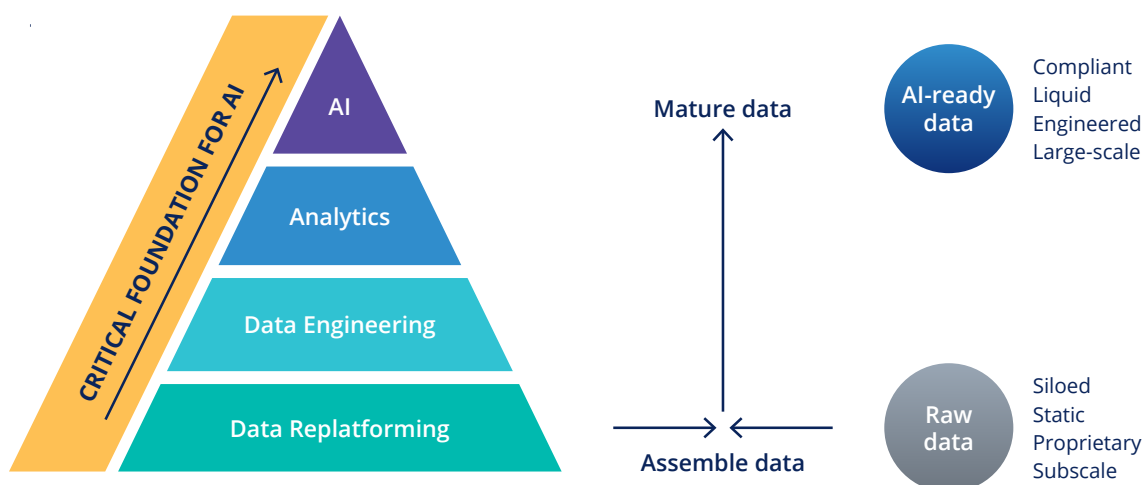 CRITICAL FOUNDATION FOR AI
AI
Analytics
Data Engineering
Data Replatforming
Mature data
Assemble data
AI-ready
data
Compliant
Liquid
Engineered
Large-scale
Raw
data
Siloed
Static
Proprietary
Subscale